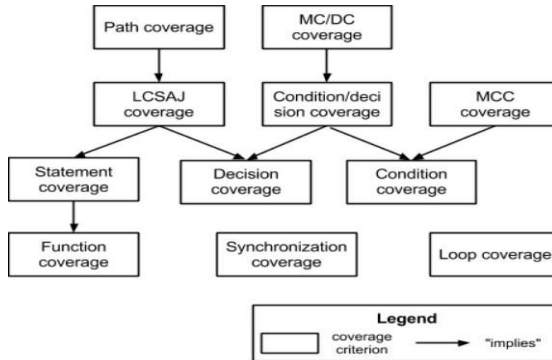 Path coverage
MC/DC
coverage
LCSAJ
coverage
Condition/deci
sion coverage
MCC
coverage
Statement
coverage
Decision
coverage
Condition
coverage
Function
coverage
Synchronization
coverage
Loop coverage
Legend
coverage
criterion
"implies"